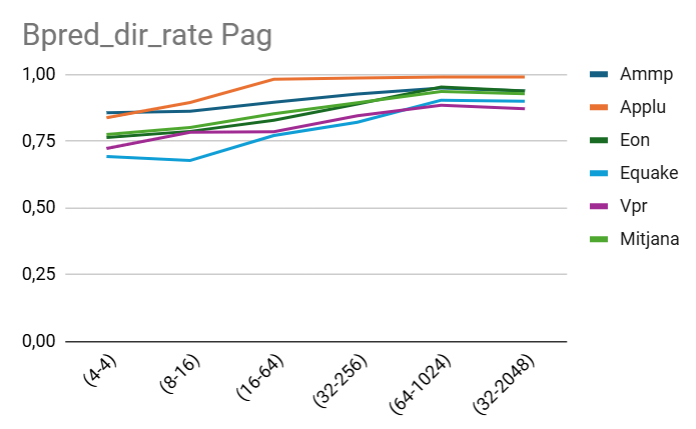 Bpred_dir_rate Pag
1,00
0,75
0,50
0,25
0,00
(4-4)
(8-16)
(16-64)
(32-256)
(64-1024)
(32-2048)
Ammp
Applu
Eon
Equake
Vpr
Mitjana